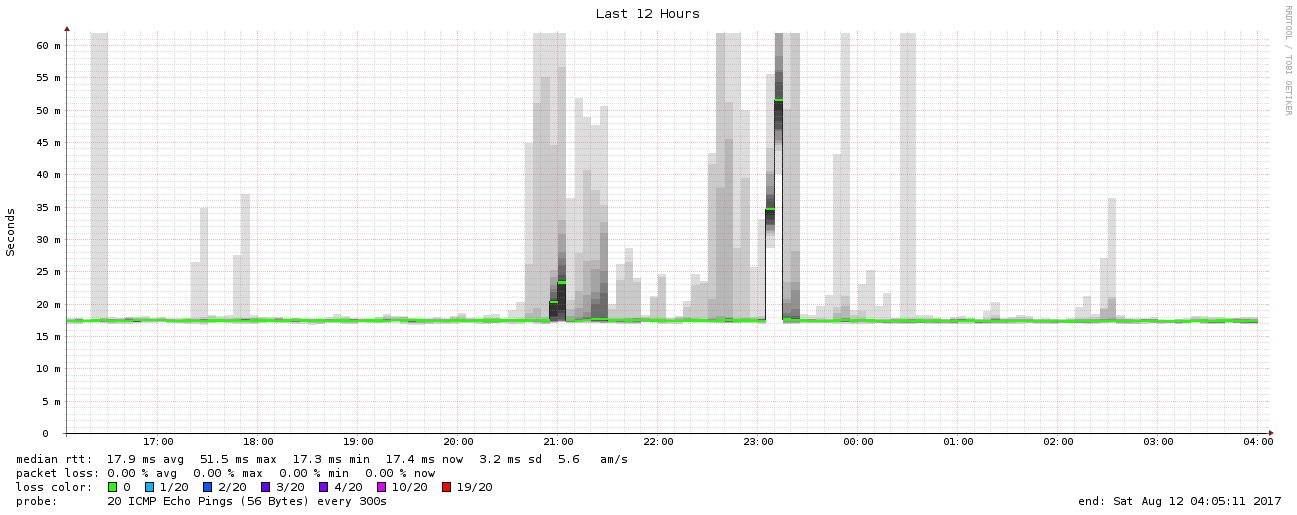 Last 12 Hours
RRDTOOL / TOBI OETIKER
Seconds
60 m
55 m
50 m
45 m
40 m
35 m
30 m
25 m
20 m
15 m
10 m
5 m
0
17:00 18:00 19:00 20:00 21:00 22:00 23:00 00:00 01:00 02:00 03:00 04:00
median rtt: 17.9 ms avg 51.5 ms max 17.3 ms min 17.4 ms now 3.2 ms sd 5.6 am/s
packet loss: 0.00 % avg 0.00 % max 0.00 % min 0.00 % now
loss color: 0 1/20 2/20 3/20 4/20 10/20 19/20
probe: 20 ICMP Echo Pings (56 Bytes) every 300s end: Sat Aug 12 04:05:11 2017